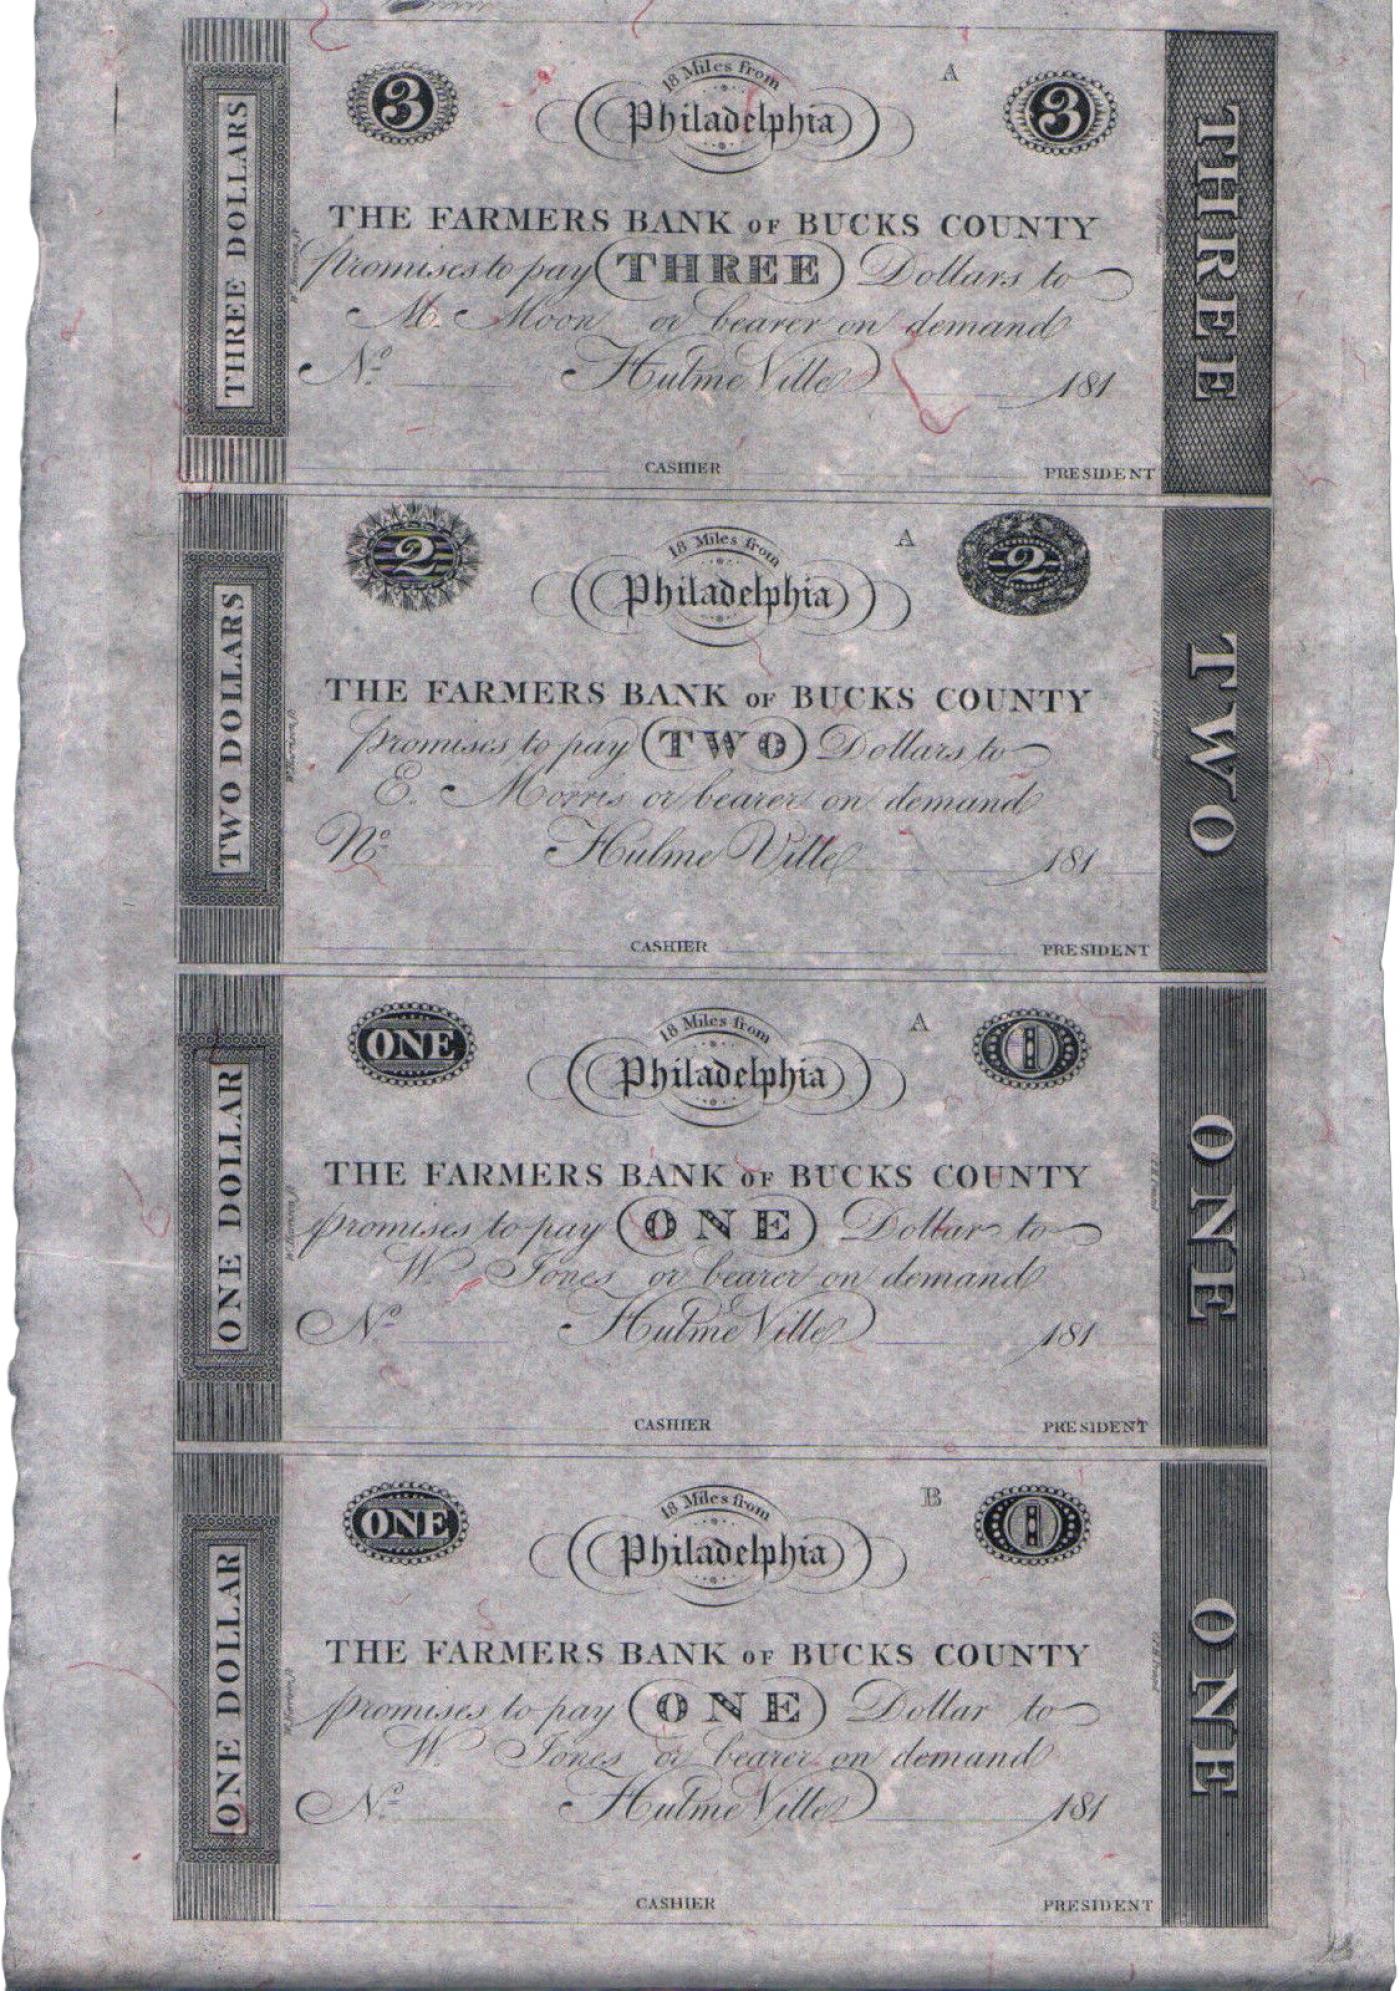 THREE DOLLARS
3
18 Miles from
Philadelphia
A
3
THREE
THE FARMERS BANK OF BUCKS COUNTY
promises to pay THREE Dollars to
M. Moon or bearer on demand
No. Hulme Ville 181
CASHIER PRESIDENT
TWO DOLLARS
2
18 Miles from
Philadelphia
A
2
TWO
THE FARMERS BANK OF BUCKS COUNTY
promises to pay TWO Dollars to
E. Morris or bearer on demand
No. Hulme Ville 181
CASHIER PRESIDENT
ONE DOLLAR
ONE
18 Miles from
Philadelphia
A
1
ONE
THE FARMERS BANK OF BUCKS COUNTY
promises to pay ONE Dollar to
W. Jones or bearer on demand
No. Hulme Ville 181
CASHIER PRESIDENT
ONE DOLLAR
ONE
18 Miles from
Philadelphia
B
1
ONE
THE FARMERS BANK OF BUCKS COUNTY
promises to pay ONE Dollar to
W. Jones or bearer on demand
No. Hulme Ville 181
CASHIER PRESIDENT